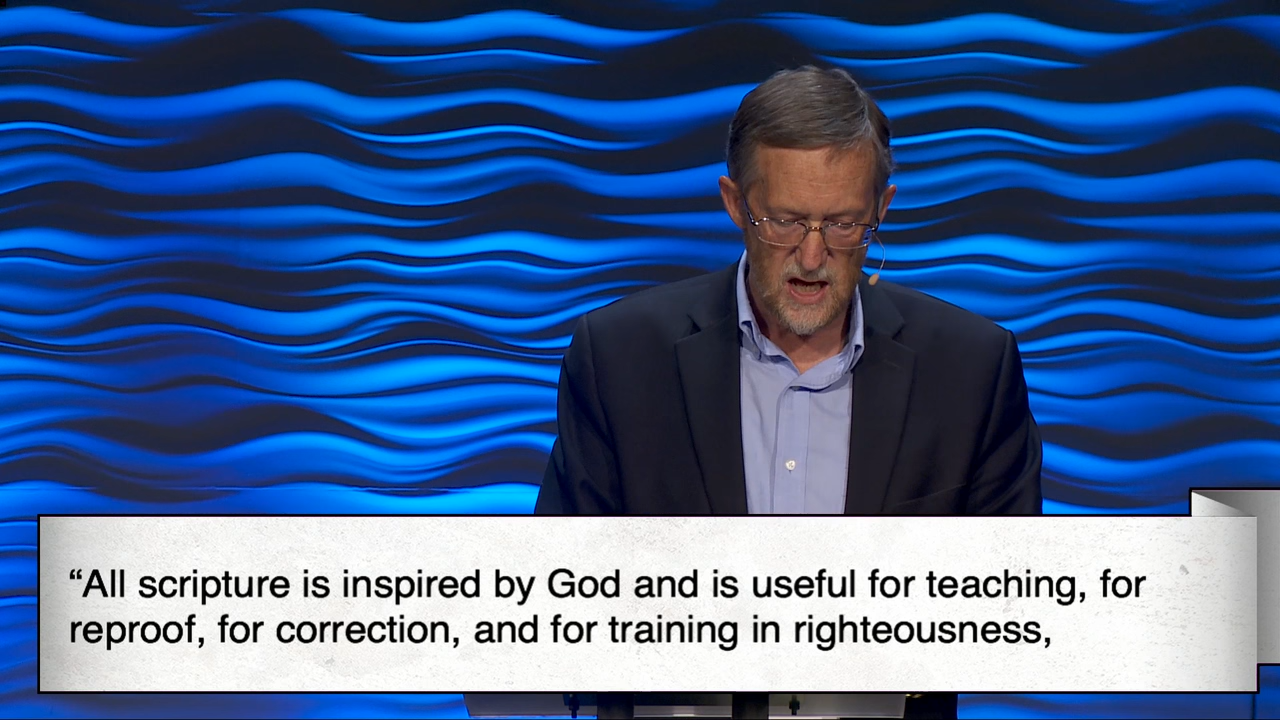 “All scripture is inspired by God and is useful for teaching, for
reproof, for correction, and for training in righteousness,